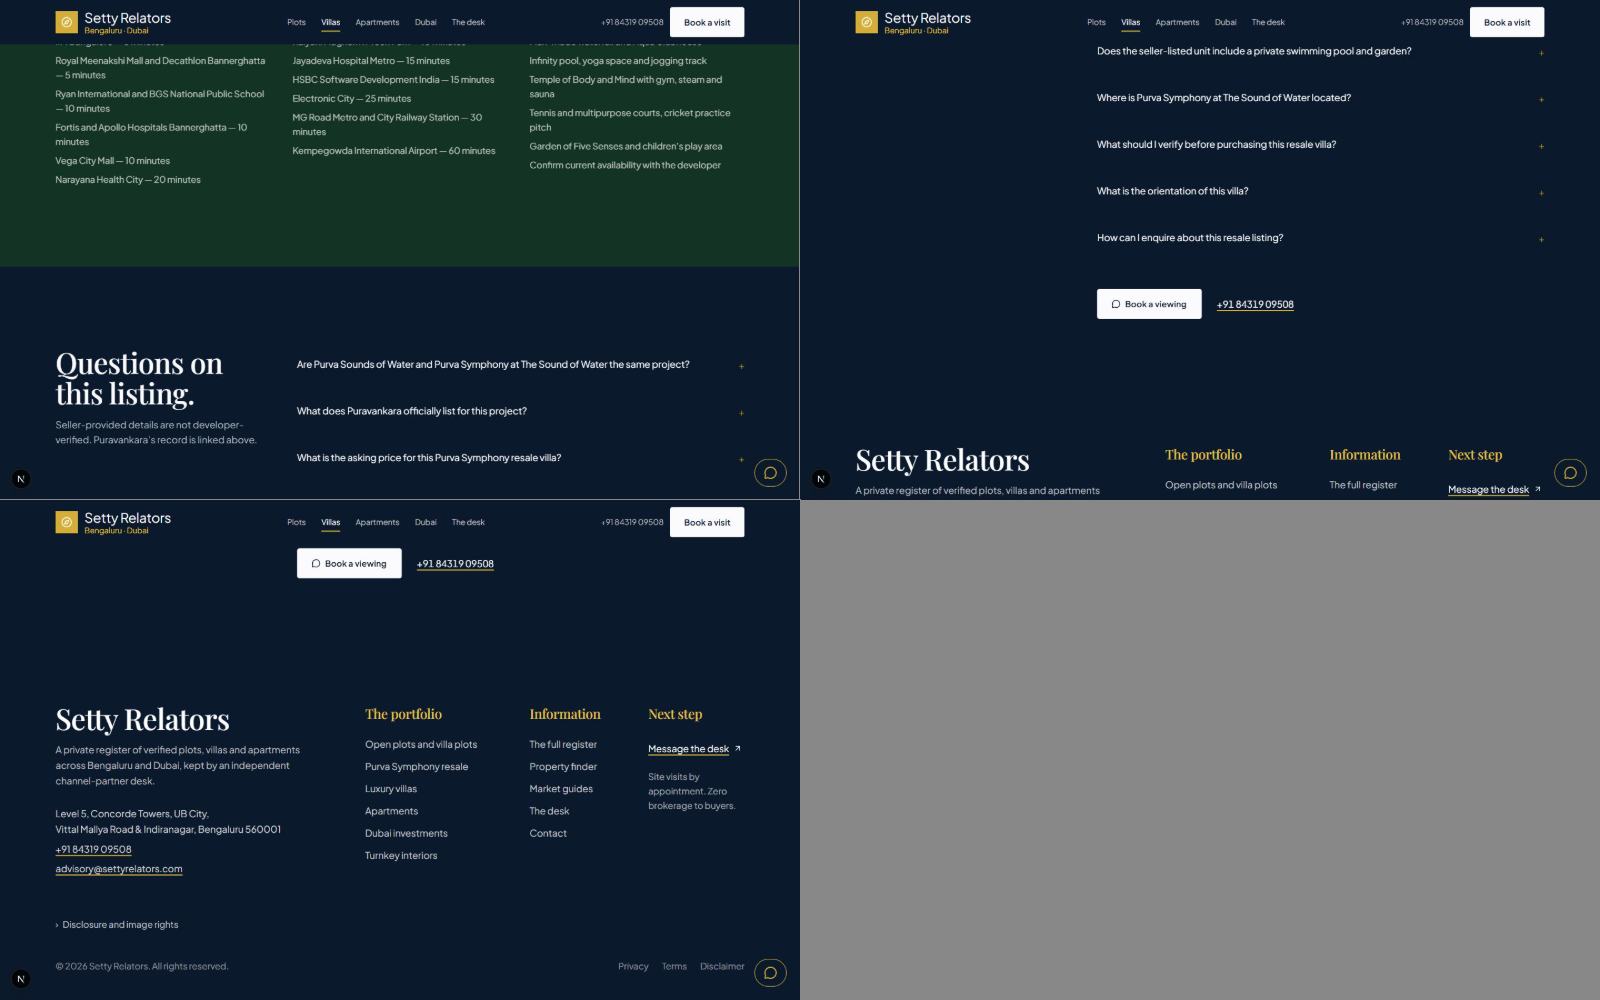 Setty Relators
Bengaluru · Dubai
Plots
Villas
Apartments
Dubai
The desk
+91 84319 09508
Book a visit
Royal Meenakshi Mall and Decathlon Bannerghatta
— 5 minutes
Ryan International and BGS National Public School
— 10 minutes
Fortis and Apollo Hospitals Bannerghatta — 10
minutes
Vega City Mall — 10 minutes
Narayana Health City — 20 minutes
Jayadeva Hospital Metro — 15 minutes
HSBC Software Development India — 15 minutes
Electronic City — 25 minutes
MG Road Metro and City Railway Station — 30
minutes
Kempegowda International Airport — 60 minutes
Infinity pool, yoga space and jogging track
Temple of Body and Mind with gym, steam and
sauna
Tennis and multipurpose courts, cricket practice
pitch
Garden of Five Senses and children's play area
Confirm current availability with the developer
Questions on
this listing.
Seller-provided details are not developer-
verified. Puravankara's record is linked above.
Are Purva Sounds of Water and Purva Symphony at The Sound of Water the same project?
+
What does Puravankara officially list for this project?
+
What is the asking price for this Purva Symphony resale villa?
+
N
Setty Relators
Bengaluru · Dubai
Plots
Villas
Apartments
Dubai
The desk
+91 84319 09508
Book a visit
Does the seller-listed unit include a private swimming pool and garden?
+
Where is Purva Symphony at The Sound of Water located?
+
What should I verify before purchasing this resale villa?
+
What is the orientation of this villa?
+
How can I enquire about this resale listing?
+
Book a viewing
+91 84319 09508
Setty Relators
A private register of verified plots, villas and apartments
The portfolio
Open plots and villa plots
Information
The full register
Next step
Message the desk ↗
N
Setty Relators
Bengaluru · Dubai
Plots
Villas
Apartments
Dubai
The desk
+91 84319 09508
Book a visit
Book a viewing
+91 84319 09508
Setty Relators
A private register of verified plots, villas and apartments
across Bengaluru and Dubai, kept by an independent
channel-partner desk.
Level 5, Concorde Towers, UB City,
Vittal Mallya Road & Indiranagar, Bengaluru 560001
+91 84319 09508
advisory@settyrelators.com
The portfolio
Open plots and villa plots
Purva Symphony resale
Luxury villas
Apartments
Dubai investments
Turnkey interiors
Information
The full register
Property finder
Market guides
The desk
Contact
Next step
Message the desk ↗
Site visits by
appointment. Zero
brokerage to buyers.
› Disclosure and image rights
© 2026 Setty Relators. All rights reserved.
Privacy
Terms
Disclaimer
N